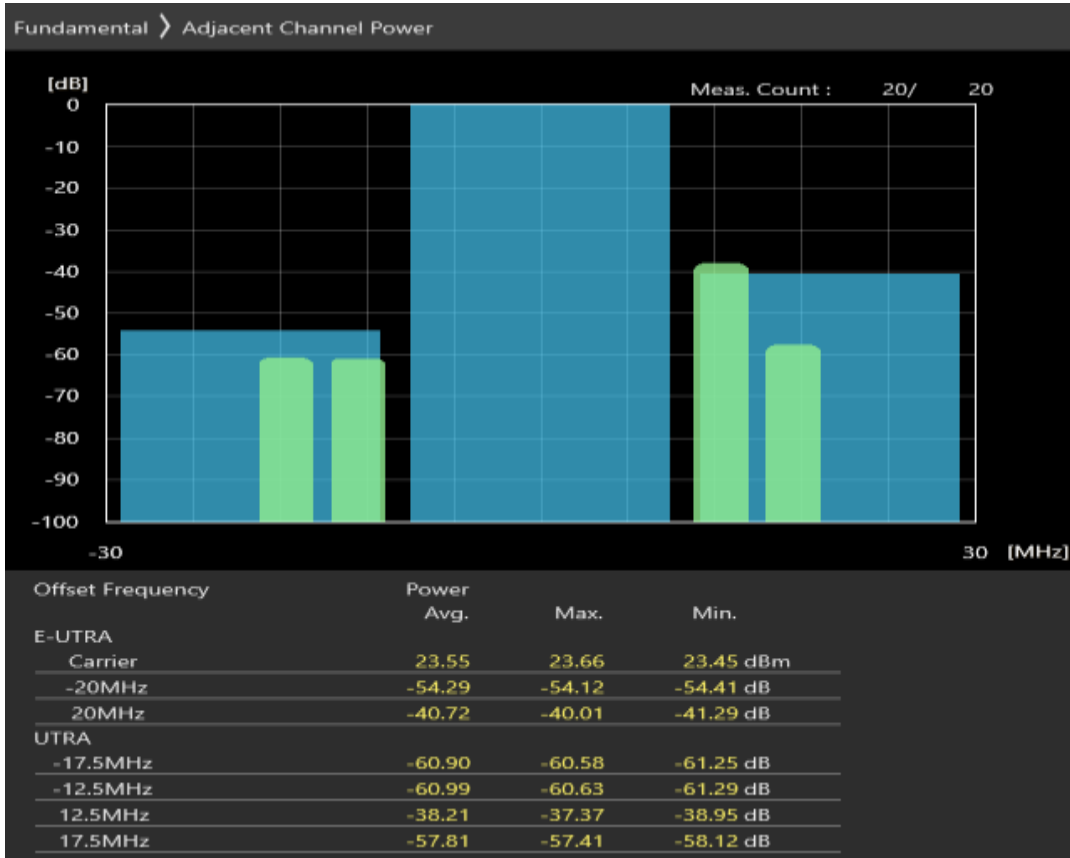 Fundamental 〉 Adjacent Channel Power
[dB]
Meas. Count : 20/ 20
0
-10
-20
-30
-40
-50
-60
-70
-80
-90
-100
-30 30 [MHz]
Offset Frequency Power
Avg. Max. Min.
E-UTRA
Carrier 23.55 23.66 23.45 dBm
-20MHz -54.29 -54.12 -54.41 dB
20MHz -40.72 -40.01 -41.29 dB
UTRA
-17.5MHz -60.90 -60.58 -61.25 dB
-12.5MHz -60.99 -60.63 -61.29 dB
12.5MHz -38.21 -37.37 -38.95 dB
17.5MHz -57.81 -57.41 -58.12 dB